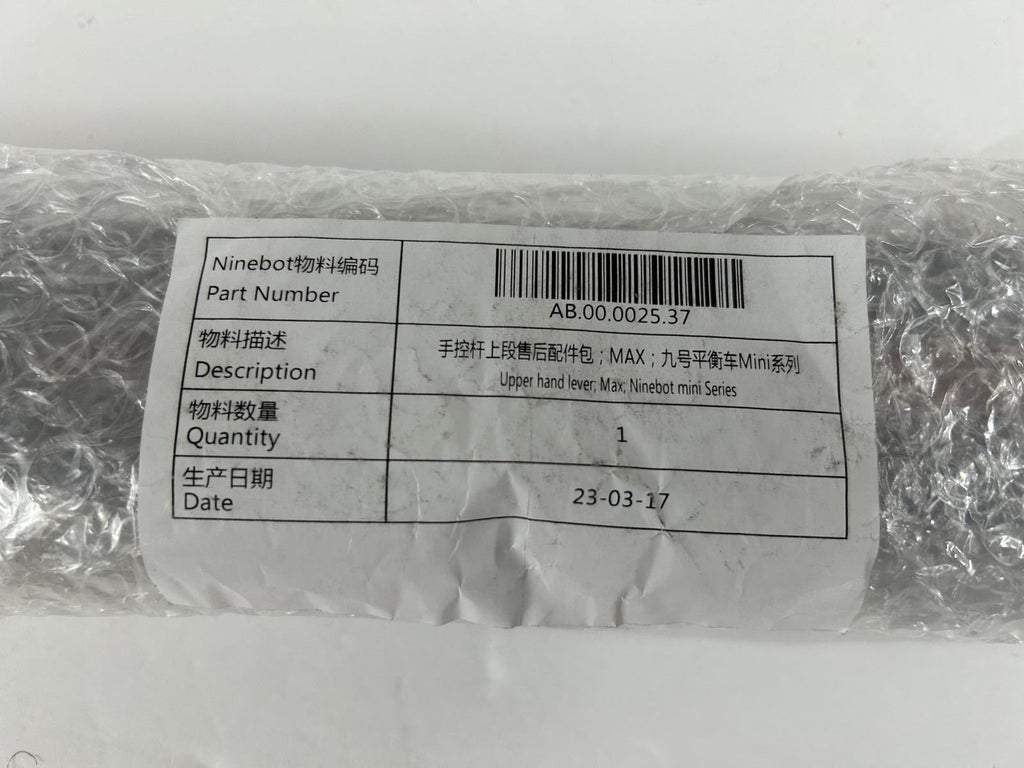 Ninebot物料编码
Part Number
AB.00.0025.37
物料描述
Description
手控杆上段售后配件包；MAX；九号平衡车Mini系列
Upper hand lever; Max, Ninebot mini Series
物料数量
Quantity
1
生产日期
Date
23-03-17